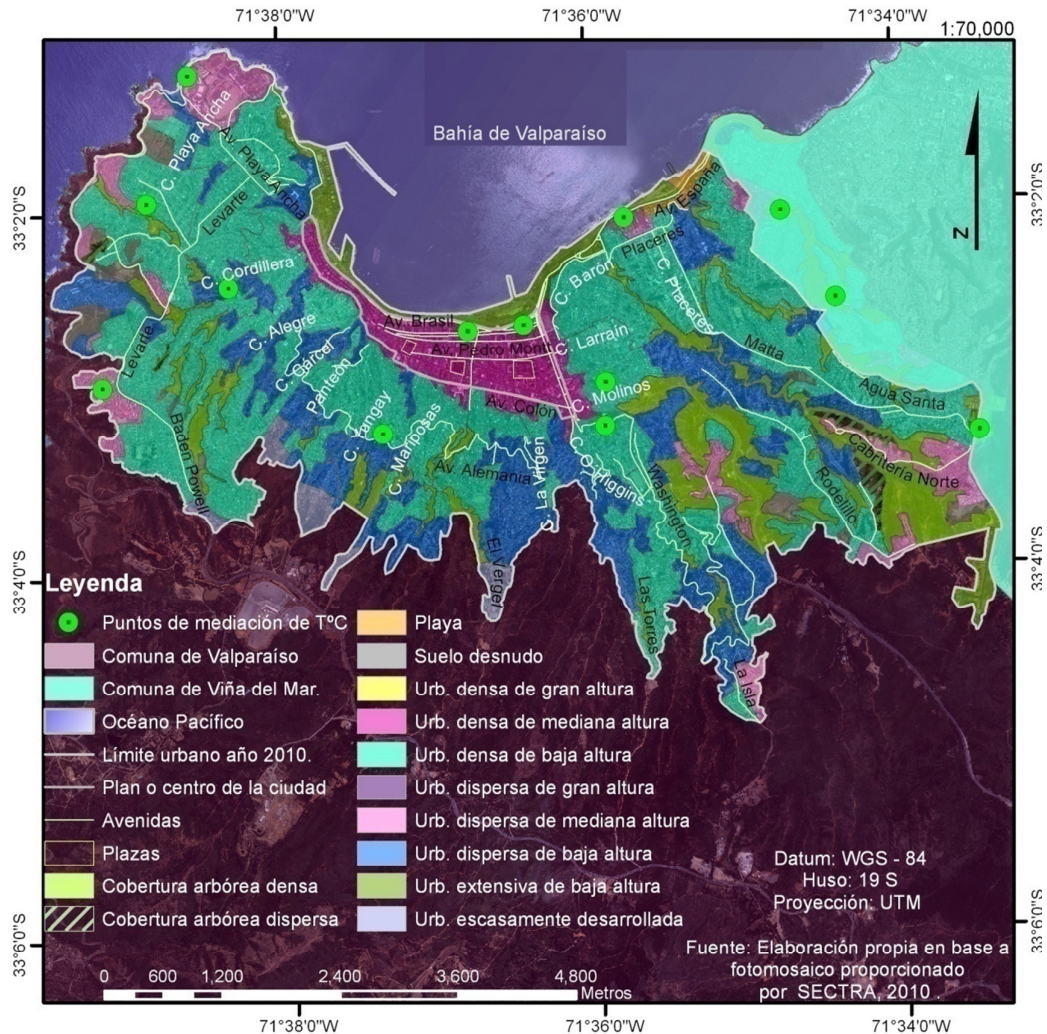 71°38'0"W
71°36'0"W
71°34'0"W
1:70,000
33°2'0"S
33°2'0"S
Bahía de Valparaíso
Z
C. Playa Ancha
Av. Playa Ancha
Levarte
C. Cordillera
C. Alegre
C. Cárcel
Panteón
C. Yungay
C. Mariposas
Levarte
Baden Powell
Av. Brasil
Av. Pedro Montt
Av. Colón
Av. Alemania
C. La Virgen
El Vergel
Av. España
Placeres
C. Placeres
C. Barón
C. Larraín
C. Molinos
C. O'Higgins
Washington
Las Torres
La Isla
Matta
Agua Santa
Cabritería Norte
Rodelillo
33°4'0"S
33°4'0"S
Leyenda
Puntos de mediación de TºC
Comuna de Valparaíso
Comuna de Viña del Mar.
Océano Pacífico
Límite urbano año 2010.
Plan o centro de la ciudad
Avenidas
Plazas
Cobertura arbórea densa
Cobertura arbórea dispersa
Playa
Suelo desnudo
Urb. densa de gran altura
Urb. densa de mediana altura
Urb. densa de baja altura
Urb. dispersa de gran altura
Urb. dispersa de mediana altura
Urb. dispersa de baja altura
Urb. extensiva de baja altura
Urb. escasamente desarrollada
Datum: WGS - 84
Huso: 19 S
Proyección: UTM
33°6'0"S
33°6'0"S
Fuente: Elaboración propia en base a
fotomosaico proporcionado
por SECTRA, 2010 .
0 600 1,200 2,400 3,600 4,800
Metros
71°38'0"W
71°36'0"W
71°34'0"W